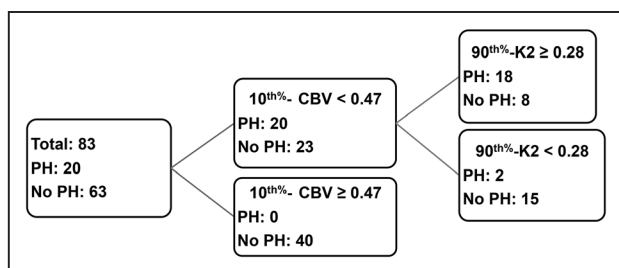 Total: 83
PH: 20
No PH: 63
10th%- CBV < 0.47
PH: 20
No PH: 23
10th%- CBV ≥ 0.47
PH: 0
No PH: 40
90th%-K2 ≥ 0.28
PH: 18
No PH: 8
90th%-K2 < 0.28
PH: 2
No PH: 15